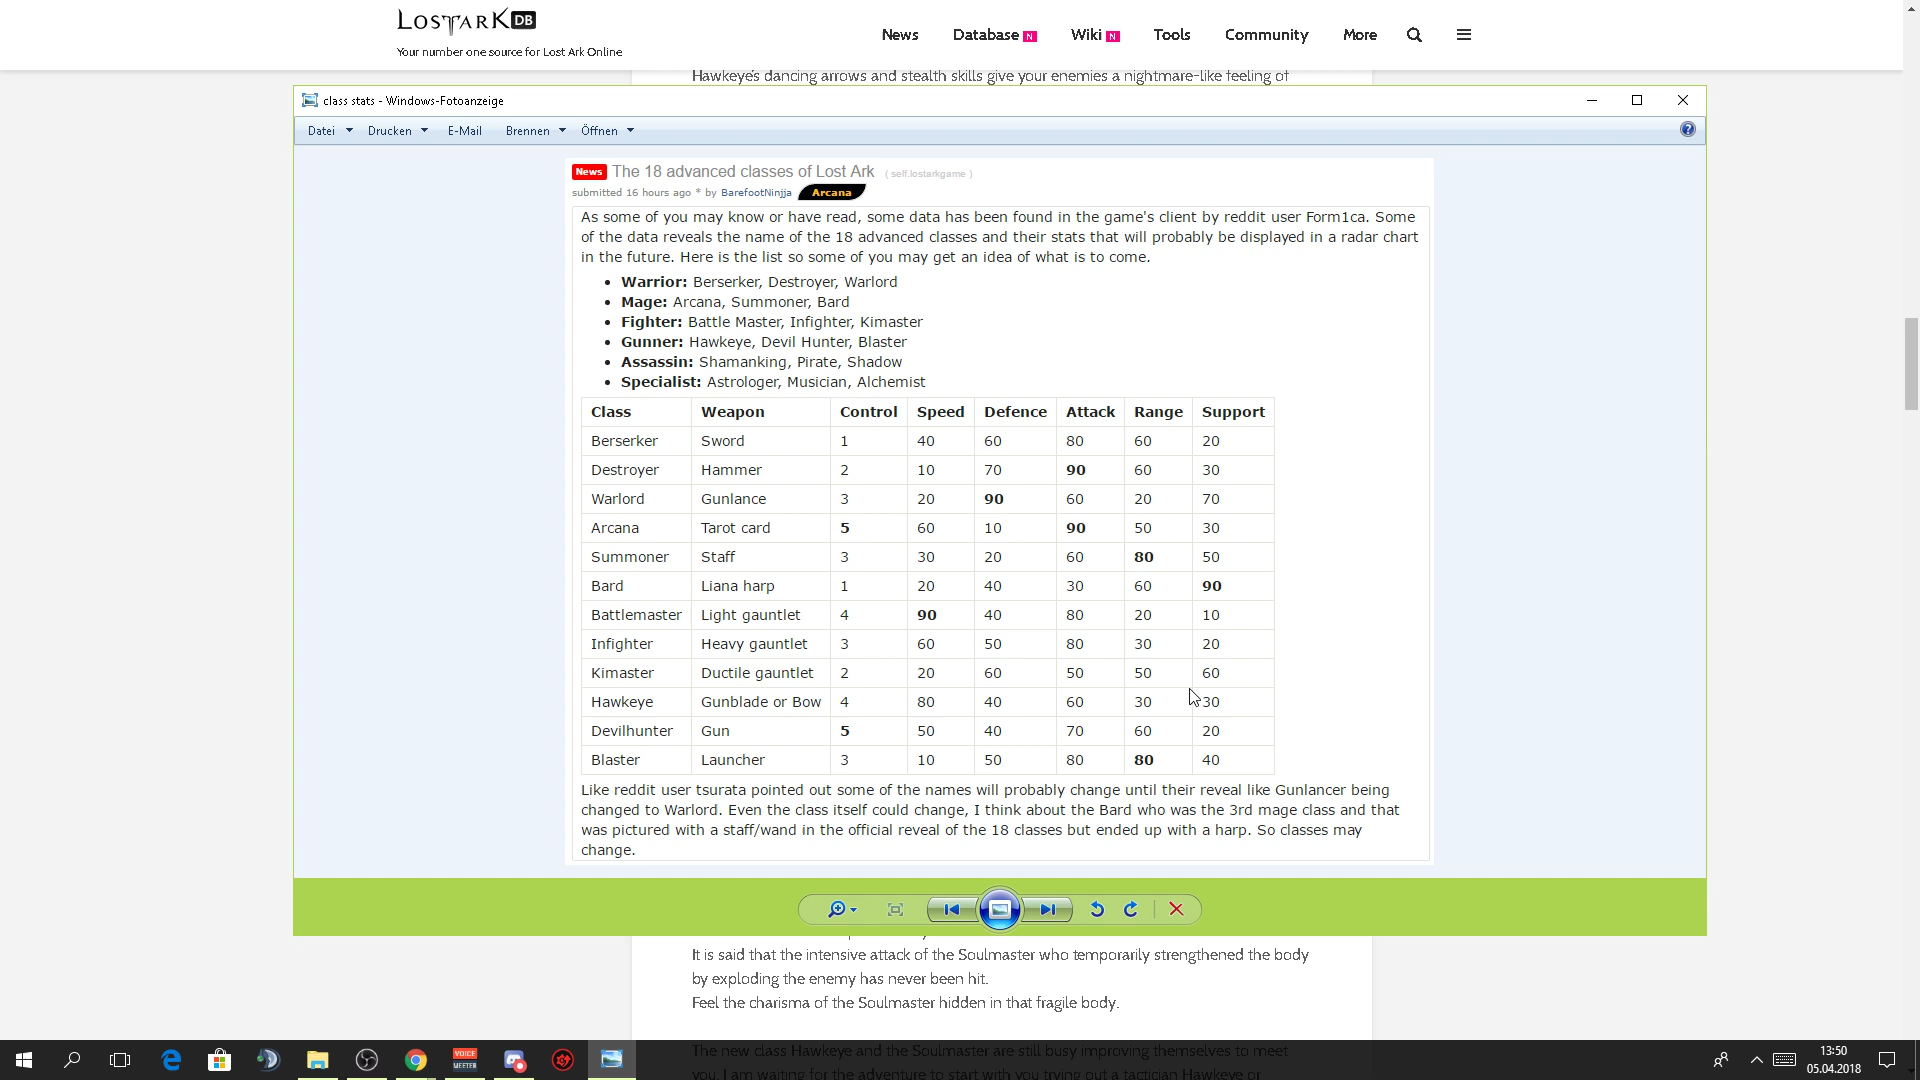 LOSTARK DB
Your number one source for Lost Ark Online
News Database N Wiki N Tools Community More
Hawkeye's dancing arrows and stealth skills give your enemies a nightmare-like feeling of
class stats - Windows-Fotoanzeige
Datei Drucken E-Mail Brennen Öffnen
News The 18 advanced classes of Lost Ark ( self.lostarkgame )
submitted 16 hours ago * by BarefootNinjja Arcana
As some of you may know or have read, some data has been found in the game's client by reddit user Form1ca. Some
of the data reveals the name of the 18 advanced classes and their stats that will probably be displayed in a radar chart
in the future. Here is the list so some of you may get an idea of what is to come.
• Warrior: Berserker, Destroyer, Warlord
• Mage: Arcana, Summoner, Bard
• Fighter: Battle Master, Infighter, Kimaster
• Gunner: Hawkeye, Devil Hunter, Blaster
• Assassin: Shamanking, Pirate, Shadow
• Specialist: Astrologer, Musician, Alchemist
Class Weapon Control Speed Defence Attack Range Support
Berserker Sword 1 40 60 80 60 20
Destroyer Hammer 2 10 70 90 60 30
Warlord Gunlance 3 20 90 60 20 70
Arcana Tarot card 5 60 10 90 50 30
Summoner Staff 3 30 20 60 80 50
Bard Liana harp 1 20 40 30 60 90
Battlemaster Light gauntlet 4 90 40 80 20 10
Infighter Heavy gauntlet 3 60 50 80 30 20
Kimaster Ductile gauntlet 2 20 60 50 50 60
Hawkeye Gunblade or Bow 4 80 40 60 30 30
Devilhunter Gun 5 50 40 70 60 20
Blaster Launcher 3 10 50 80 80 40
Like reddit user tsurata pointed out some of the names will probably change until their reveal like Gunlancer being
changed to Warlord. Even the class itself could change, I think about the Bard who was the 3rd mage class and that
was pictured with a staff/wand in the official reveal of the 18 classes but ended up with a harp. So classes may
change.
It is said that the intensive attack of the Soulmaster who temporarily strengthened the body
by exploding the enemy has never been hit.
Feel the charisma of the Soulmaster hidden in that fragile body.
The new class Hawkeye and the Soulmaster are still busy improving themselves to meet
you. I am waiting for the adventure to start with you trying out a tactician Hawkeye or
VOICE
MEETER
13:50
05.04.2018